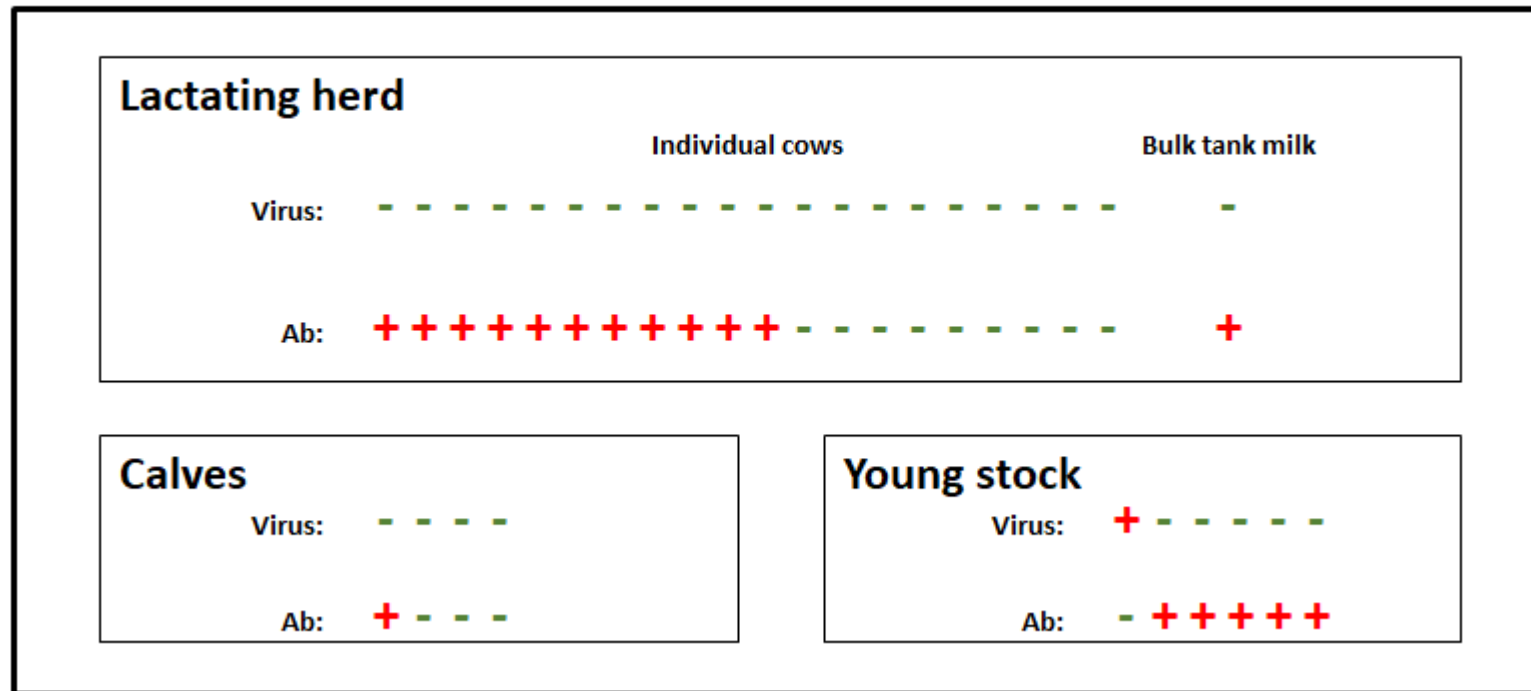 Lactating herd
Individual cows Bulk tank milk
Virus: - - - - - - - - - - - - - - - - - - - - -
Ab: + + + + + + + + + + + - - - - - - - - - +
Calves
Virus: - - - -
Ab: + - - -
Young stock
Virus: + - - - - -
Ab: - + + + + +